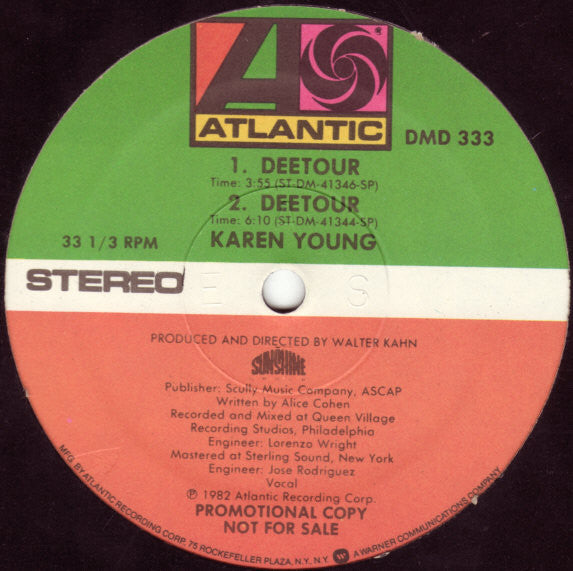 ATLANTIC
DMD 333
1. DEETOUR
Time: 3:55 (ST-DM-41346-SP)
2. DEETOUR
Time: 6:10 (ST-DM-41344-SP)
33 1/3 RPM
KAREN YOUNG
STEREO
E S
PRODUCED AND DIRECTED BY WALTER KAHN
SUNSHINE
Publisher: Scully Music Company, ASCAP
Written by Alice Cohen
Recorded and Mixed at Queen Village
Recording Studios, Philadelphia
Engineer: Lorenzo Wright
Mastered at Sterling Sound, New York
Engineer: Jose Rodriguez
Vocal
℗ 1982 Atlantic Recording Corp.
PROMOTIONAL COPY
NOT FOR SALE
MFG. BY ATLANTIC RECORDING CORP., 75 ROCKEFELLER PLAZA, N.Y., N.Y. W A WARNER COMMUNICATIONS COMPANY